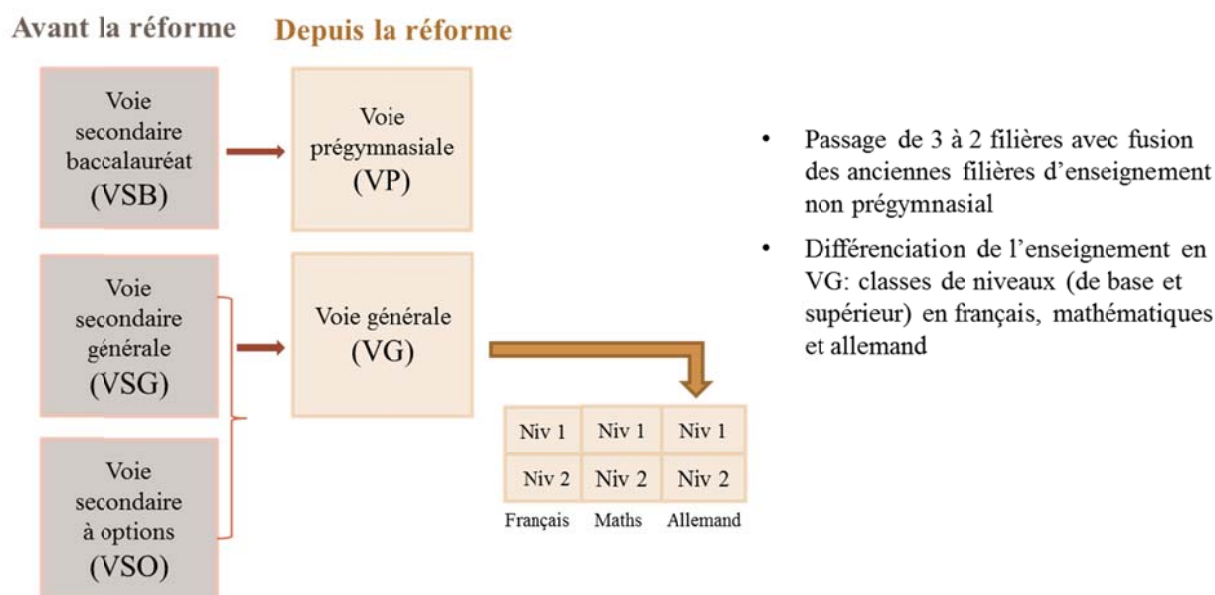 Avant la réforme
Depuis la réforme
Voie
secondaire
baccalauréat
(VSB)
Voie
prégymnasiale
(VP)
Voie
secondaire
générale
(VSG)
Voie générale
(VG)
Voie
secondaire
à options
(VSO)
Niv 1 Niv 1 Niv 1
Niv 2 Niv 2 Niv 2
Français Maths Allemand
• Passage de 3 à 2 filières avec fusion
des anciennes filières d’enseignement
non prégymnasial
• Différenciation de l’enseignement en
VG: classes de niveaux (de base et
supérieur) en français, mathématiques
et allemand